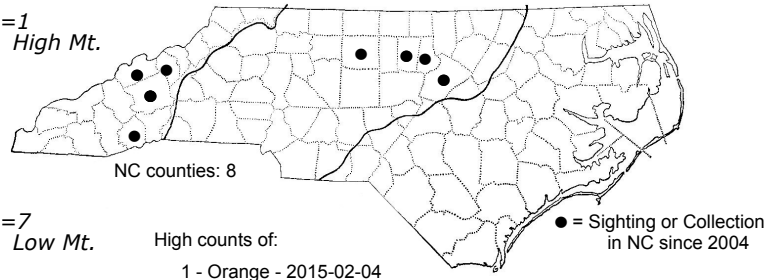 =1
High Mt.
NC counties: 8
=7
Low Mt.
High counts of:
1 - Orange - 2015-02-04
● = Sighting or Collection
in NC since 2004